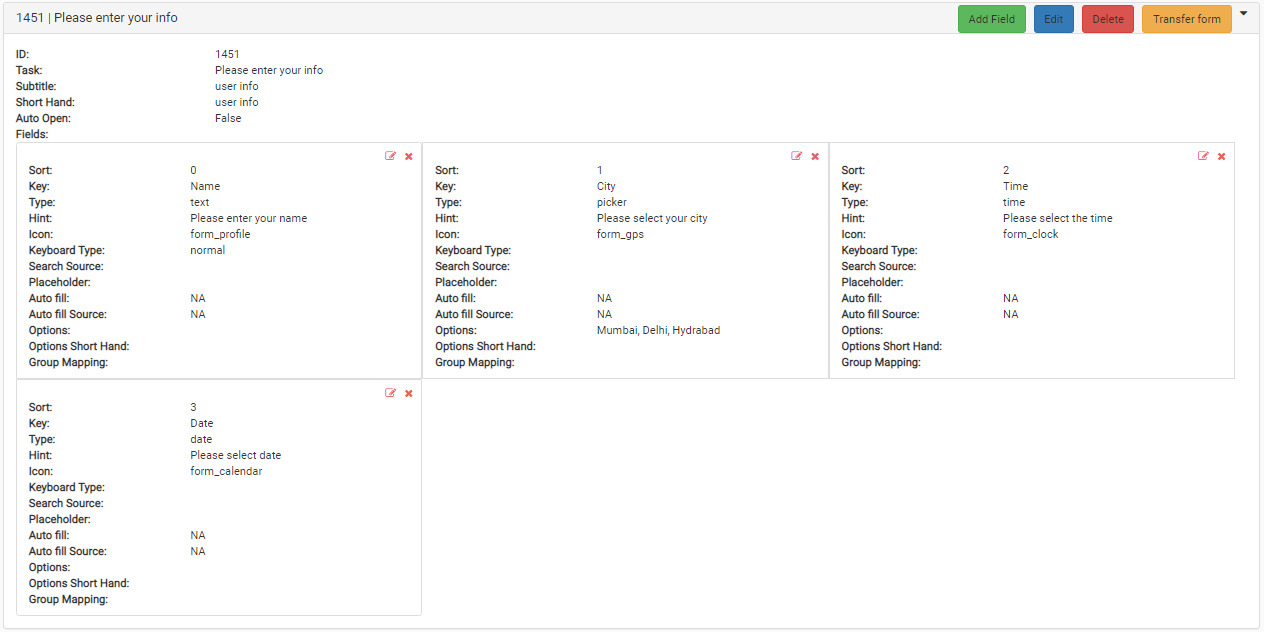 1451 | Please enter your info
Add Field
Edit
Delete
Transfer form
ID: 1451
Task: Please enter your info
Subtitle: user info
Short Hand: user info
Auto Open: False
Fields:
Sort: 0
Key: Name
Type: text
Hint: Please enter your name
Icon: form_profile
Keyboard Type: normal
Search Source:
Placeholder:
Auto fill: NA
Auto fill Source: NA
Options:
Options Short Hand:
Group Mapping:
Sort: 1
Key: City
Type: picker
Hint: Please select your city
Icon: form_gps
Keyboard Type:
Search Source:
Placeholder:
Auto fill: NA
Auto fill Source: NA
Options: Mumbai, Delhi, Hydrabad
Options Short Hand:
Group Mapping:
Sort: 2
Key: Time
Type: time
Hint: Please select the time
Icon: form_clock
Keyboard Type:
Search Source:
Placeholder:
Auto fill: NA
Auto fill Source: NA
Options:
Options Short Hand:
Group Mapping:
Sort: 3
Key: Date
Type: date
Hint: Please select date
Icon: form_calendar
Keyboard Type:
Search Source:
Placeholder:
Auto fill: NA
Auto fill Source: NA
Options:
Options Short Hand:
Group Mapping: